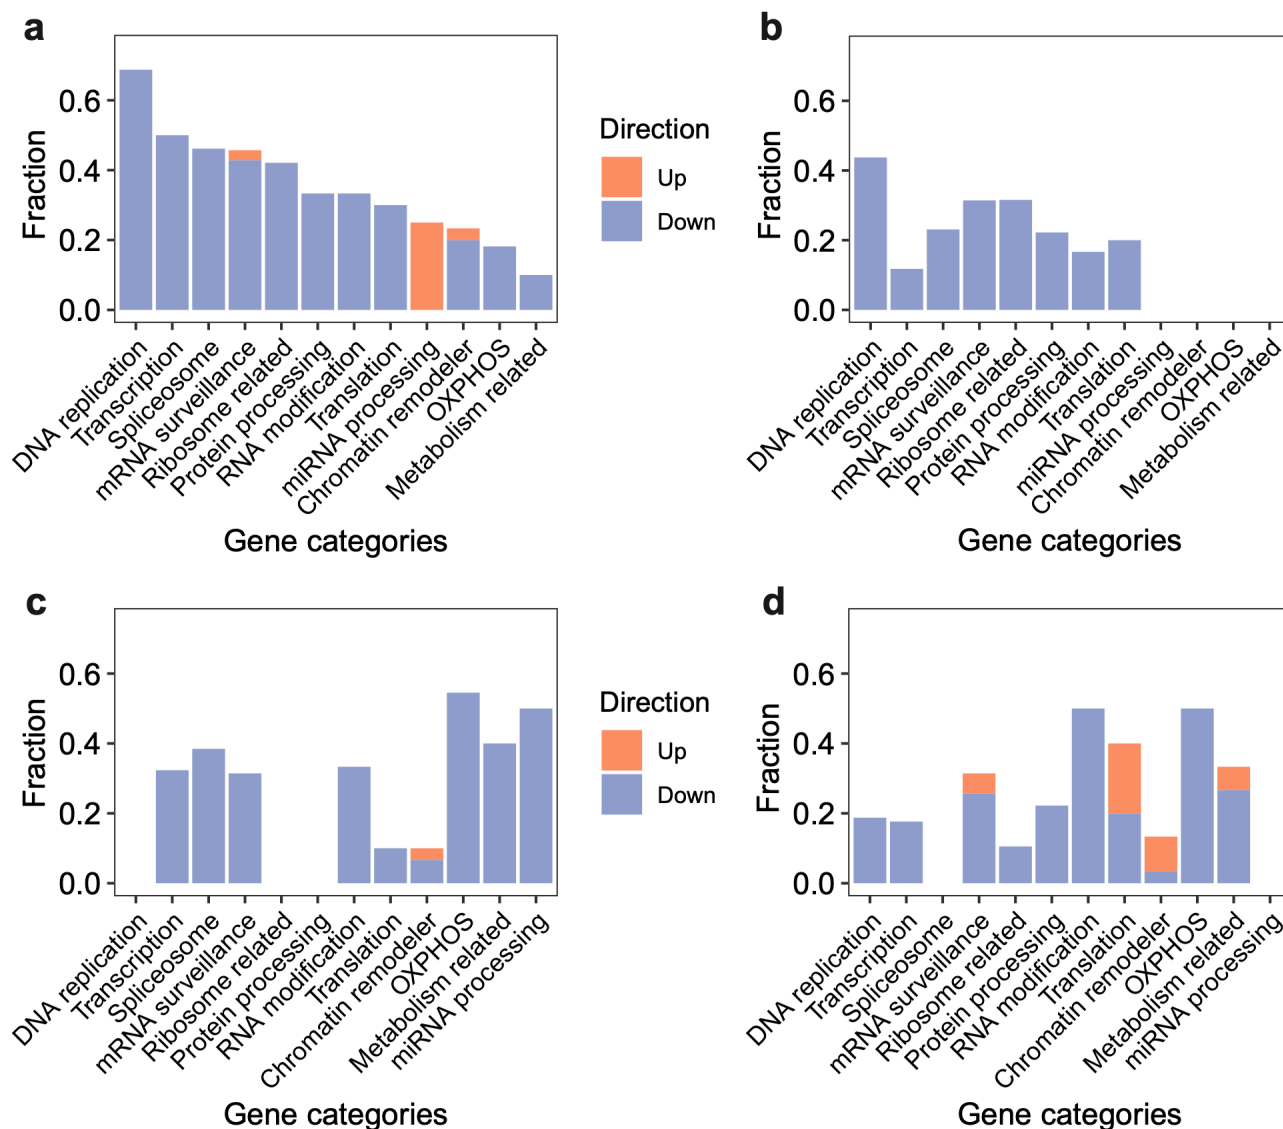 a
0.6
0.4
0.2
0.0
Fraction
DNA replication
Transcription
Spliceosome
mRNA surveillance
Ribosome related
Protein processing
RNA modification
Translation
miRNA processing
Chromatin remodeler
OXPHOS
Metabolism related
Gene categories
Direction
Up
Down
b
0.6
0.4
0.2
0.0
Fraction
DNA replication
Transcription
Spliceosome
mRNA surveillance
Ribosome related
Protein processing
RNA modification
Translation
miRNA processing
Chromatin remodeler
OXPHOS
Metabolism related
Gene categories
c
0.6
0.4
0.2
0.0
Fraction
DNA replication
Transcription
Spliceosome
mRNA surveillance
Ribosome related
Protein processing
RNA modification
Translation
Chromatin remodeler
OXPHOS
Metabolism related
miRNA processing
Gene categories
Direction
Up
Down
d
0.6
0.4
0.2
0.0
Fraction
DNA replication
Transcription
Spliceosome
mRNA surveillance
Ribosome related
Protein processing
RNA modification
Translation
Chromatin remodeler
OXPHOS
Metabolism related
miRNA processing
Gene categories